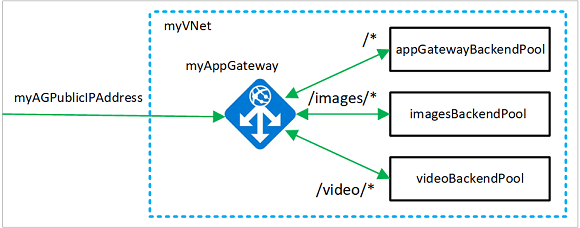 myVNet
/*
appGatewayBackendPool
myAppGateway
myAGPublicIPAddress
/images/*
imagesBackendPool
videoBackendPool
/video/*